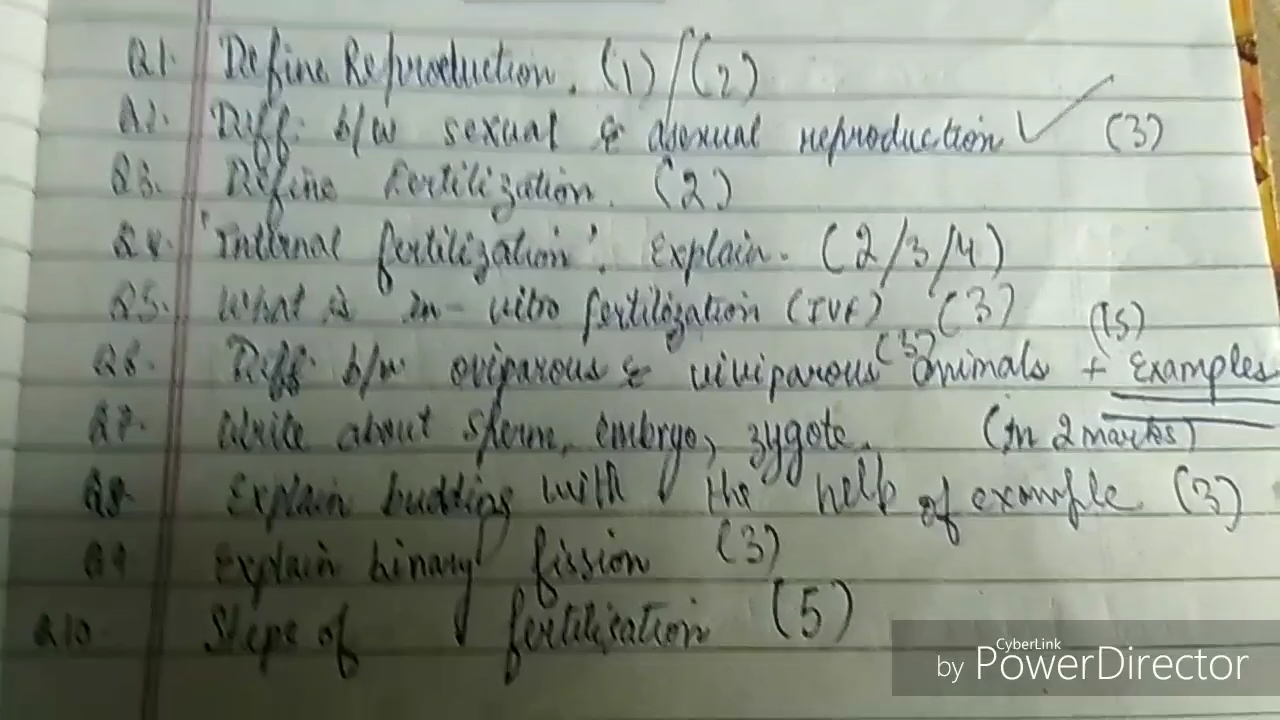 Q1. Define Reproduction. (1)/(2)
Q2. Diff. b/w sexual & asexual reproduction ✓ (3)
Q3. Define Fertilization. (2)
Q4. 'Internal fertilization'. Explain. (2/3/4)
Q5. What is in-vitro fertilization (IVF) (3)
Q6. Diff. b/w oviparous & viviparous (3) animals + Examples (5)
Q7. Write about sperm, embryo, zygote. (in 2 marks)
Q8. Explain budding with the help of example (3)
Q9 explain binary fission (3)
Q10 Steps of fertilization (5)
CyberLink
by PowerDirector